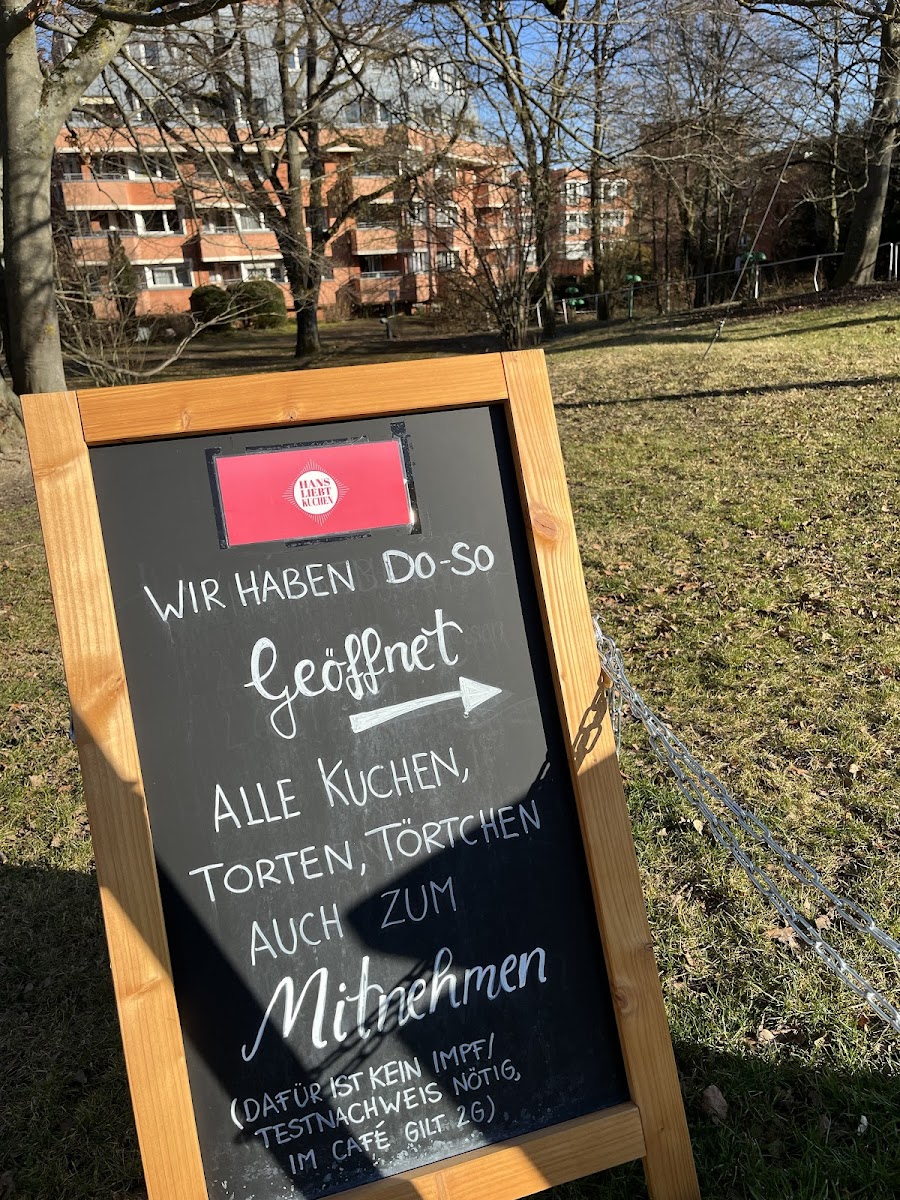 HANS
LIEBT
KUCHEN
WIR HABEN DO-SO
Geöffnet
ALLE KUCHEN,
TORTEN, TÖRTCHEN
AUCH ZUM
Mitnehmen
(DAFÜR IST KEIN IMPF/
TESTNACHWEIS NÖTIG,
IM CAFÉ GILT 2G)